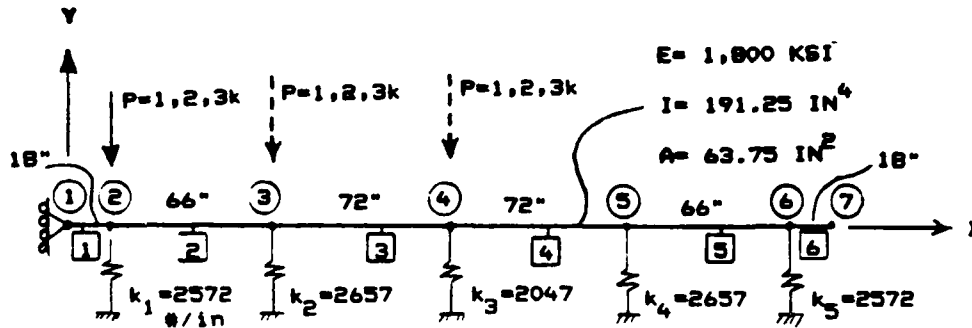 Y
E= 1,800 KSI
P=1,2,3k P=1,2,3k P=1,2,3k
I= 191.25 IN4
A= 63.75 IN2
18" 18"
1 2 66" 3 72" 4 72" 5 66" 6 7
1 2 3 4 5 6
k1=2572 k2=2657 k3=2047 k4=2657 k5=2572
#/in